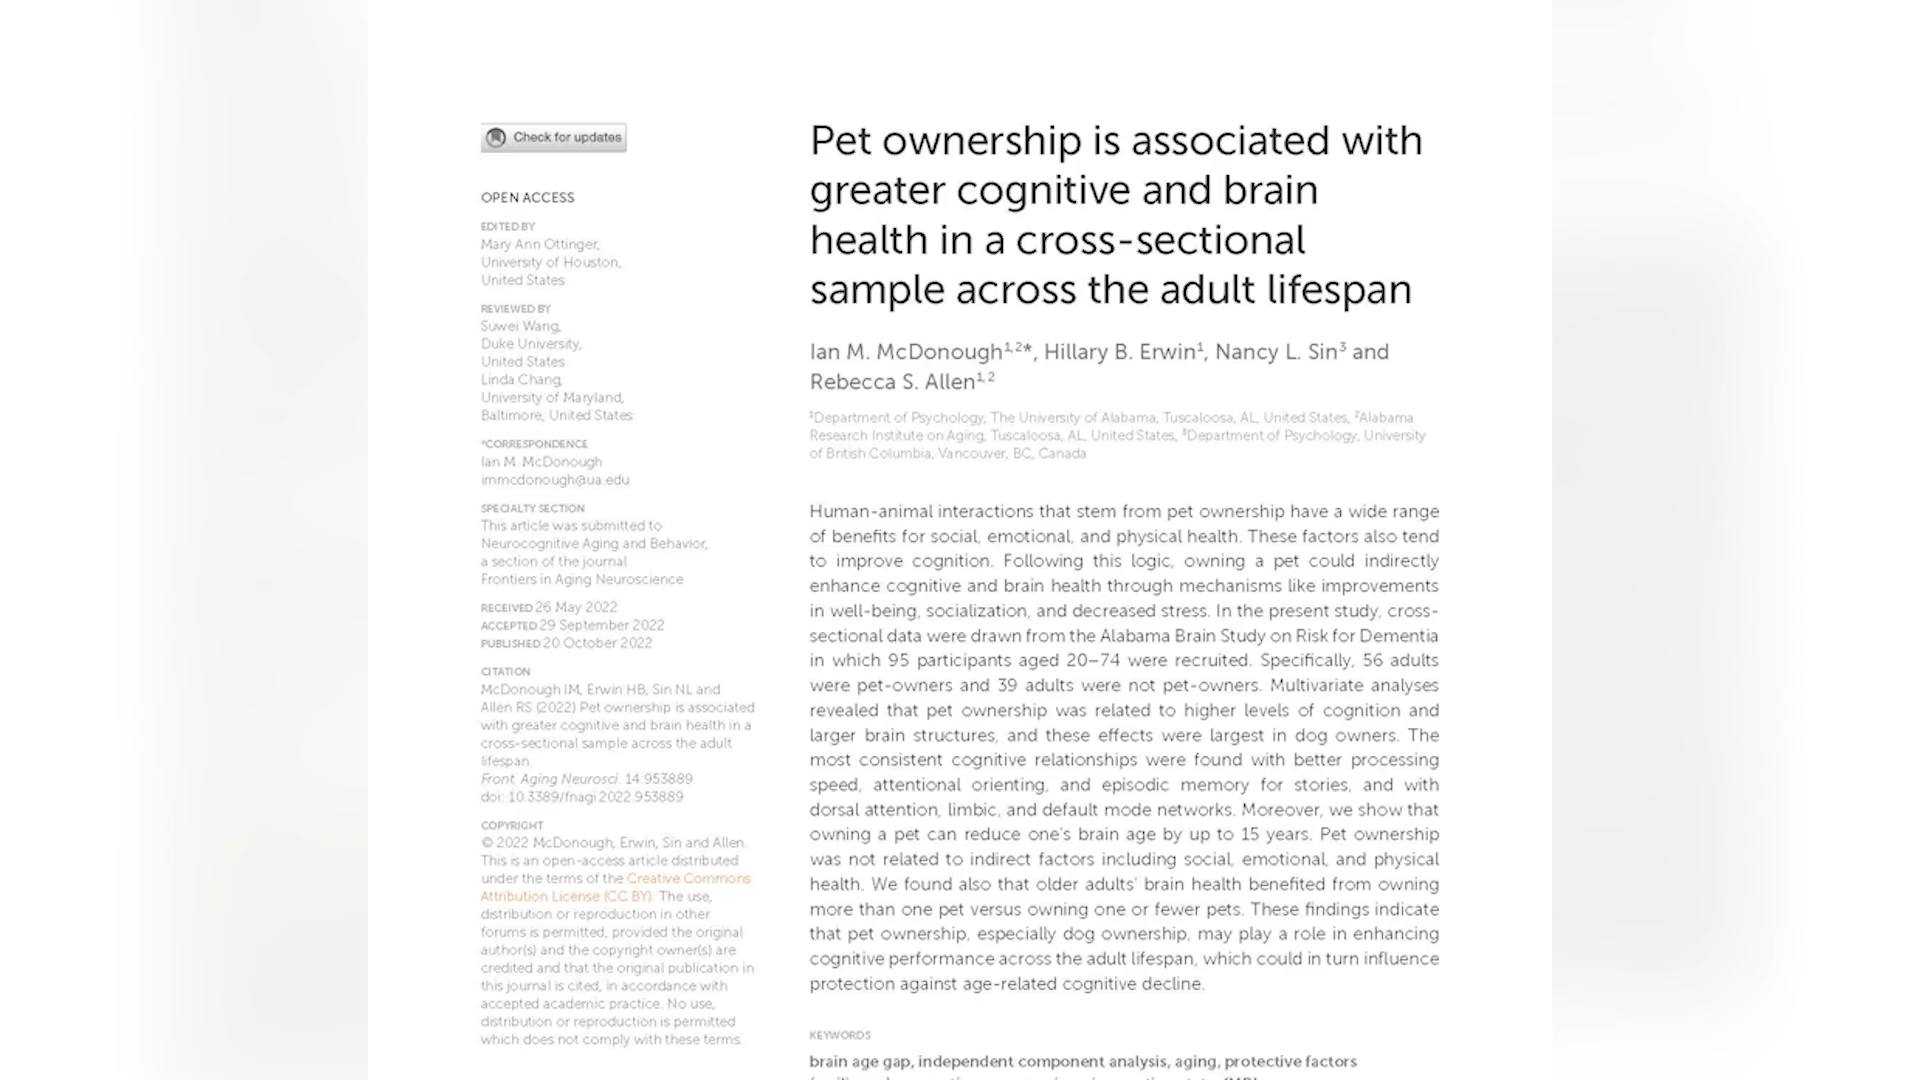 Check for updates
OPEN ACCESS
EDITED BY
Mary Ann Ottinger,
University of Houston,
United States
REVIEWED BY
Suwei Wang,
Duke University,
United States
Linda Chang,
University of Maryland,
Baltimore, United States
*CORRESPONDENCE
Ian M. McDonough
immcdonough@ua.edu
SPECIALTY SECTION
This article was submitted to
Neurocognitive Aging and Behavior,
a section of the journal
Frontiers in Aging Neuroscience
RECEIVED 26 May 2022
ACCEPTED 29 September 2022
PUBLISHED 20 October 2022
CITATION
McDonough IM, Erwin HB, Sin NL and
Allen RS (2022) Pet ownership is associated
with greater cognitive and brain health in a
cross-sectional sample across the adult
lifespan.
Front. Aging Neurosci. 14:953889.
doi: 10.3389/fnagi.2022.953889
COPYRIGHT
© 2022 McDonough, Erwin, Sin and Allen.
This is an open-access article distributed
under the terms of the Creative Commons
Attribution License (CC BY). The use,
distribution or reproduction in other
forums is permitted, provided the original
author(s) and the copyright owner(s) are
credited and that the original publication in
this journal is cited, in accordance with
accepted academic practice. No use,
distribution or reproduction is permitted
which does not comply with these terms.
Pet ownership is associated with
greater cognitive and brain
health in a cross-sectional
sample across the adult lifespan
Ian M. McDonough1,2*, Hillary B. Erwin1, Nancy L. Sin3 and
Rebecca S. Allen1,2
1Department of Psychology, The University of Alabama, Tuscaloosa, AL, United States, 2Alabama
Research Institute on Aging, Tuscaloosa, AL, United States, 3Department of Psychology, University
of British Columbia, Vancouver, BC, Canada
Human-animal interactions that stem from pet ownership have a wide range
of benefits for social, emotional, and physical health. These factors also tend
to improve cognition. Following this logic, owning a pet could indirectly
enhance cognitive and brain health through mechanisms like improvements
in well-being, socialization, and decreased stress. In the present study, cross-
sectional data were drawn from the Alabama Brain Study on Risk for Dementia
in which 95 participants aged 20–74 were recruited. Specifically, 56 adults
were pet-owners and 39 adults were not pet-owners. Multivariate analyses
revealed that pet ownership was related to higher levels of cognition and
larger brain structures, and these effects were largest in dog owners. The
most consistent cognitive relationships were found with better processing
speed, attentional orienting, and episodic memory for stories, and with
dorsal attention, limbic, and default mode networks. Moreover, we show that
owning a pet can reduce one's brain age by up to 15 years. Pet ownership
was not related to indirect factors including social, emotional, and physical
health. We found also that older adults' brain health benefited from owning
more than one pet versus owning one or fewer pets. These findings indicate
that pet ownership, especially dog ownership, may play a role in enhancing
cognitive performance across the adult lifespan, which could in turn influence
protection against age-related cognitive decline.
KEYWORDS
brain age gap, independent component analysis, aging, protective factors